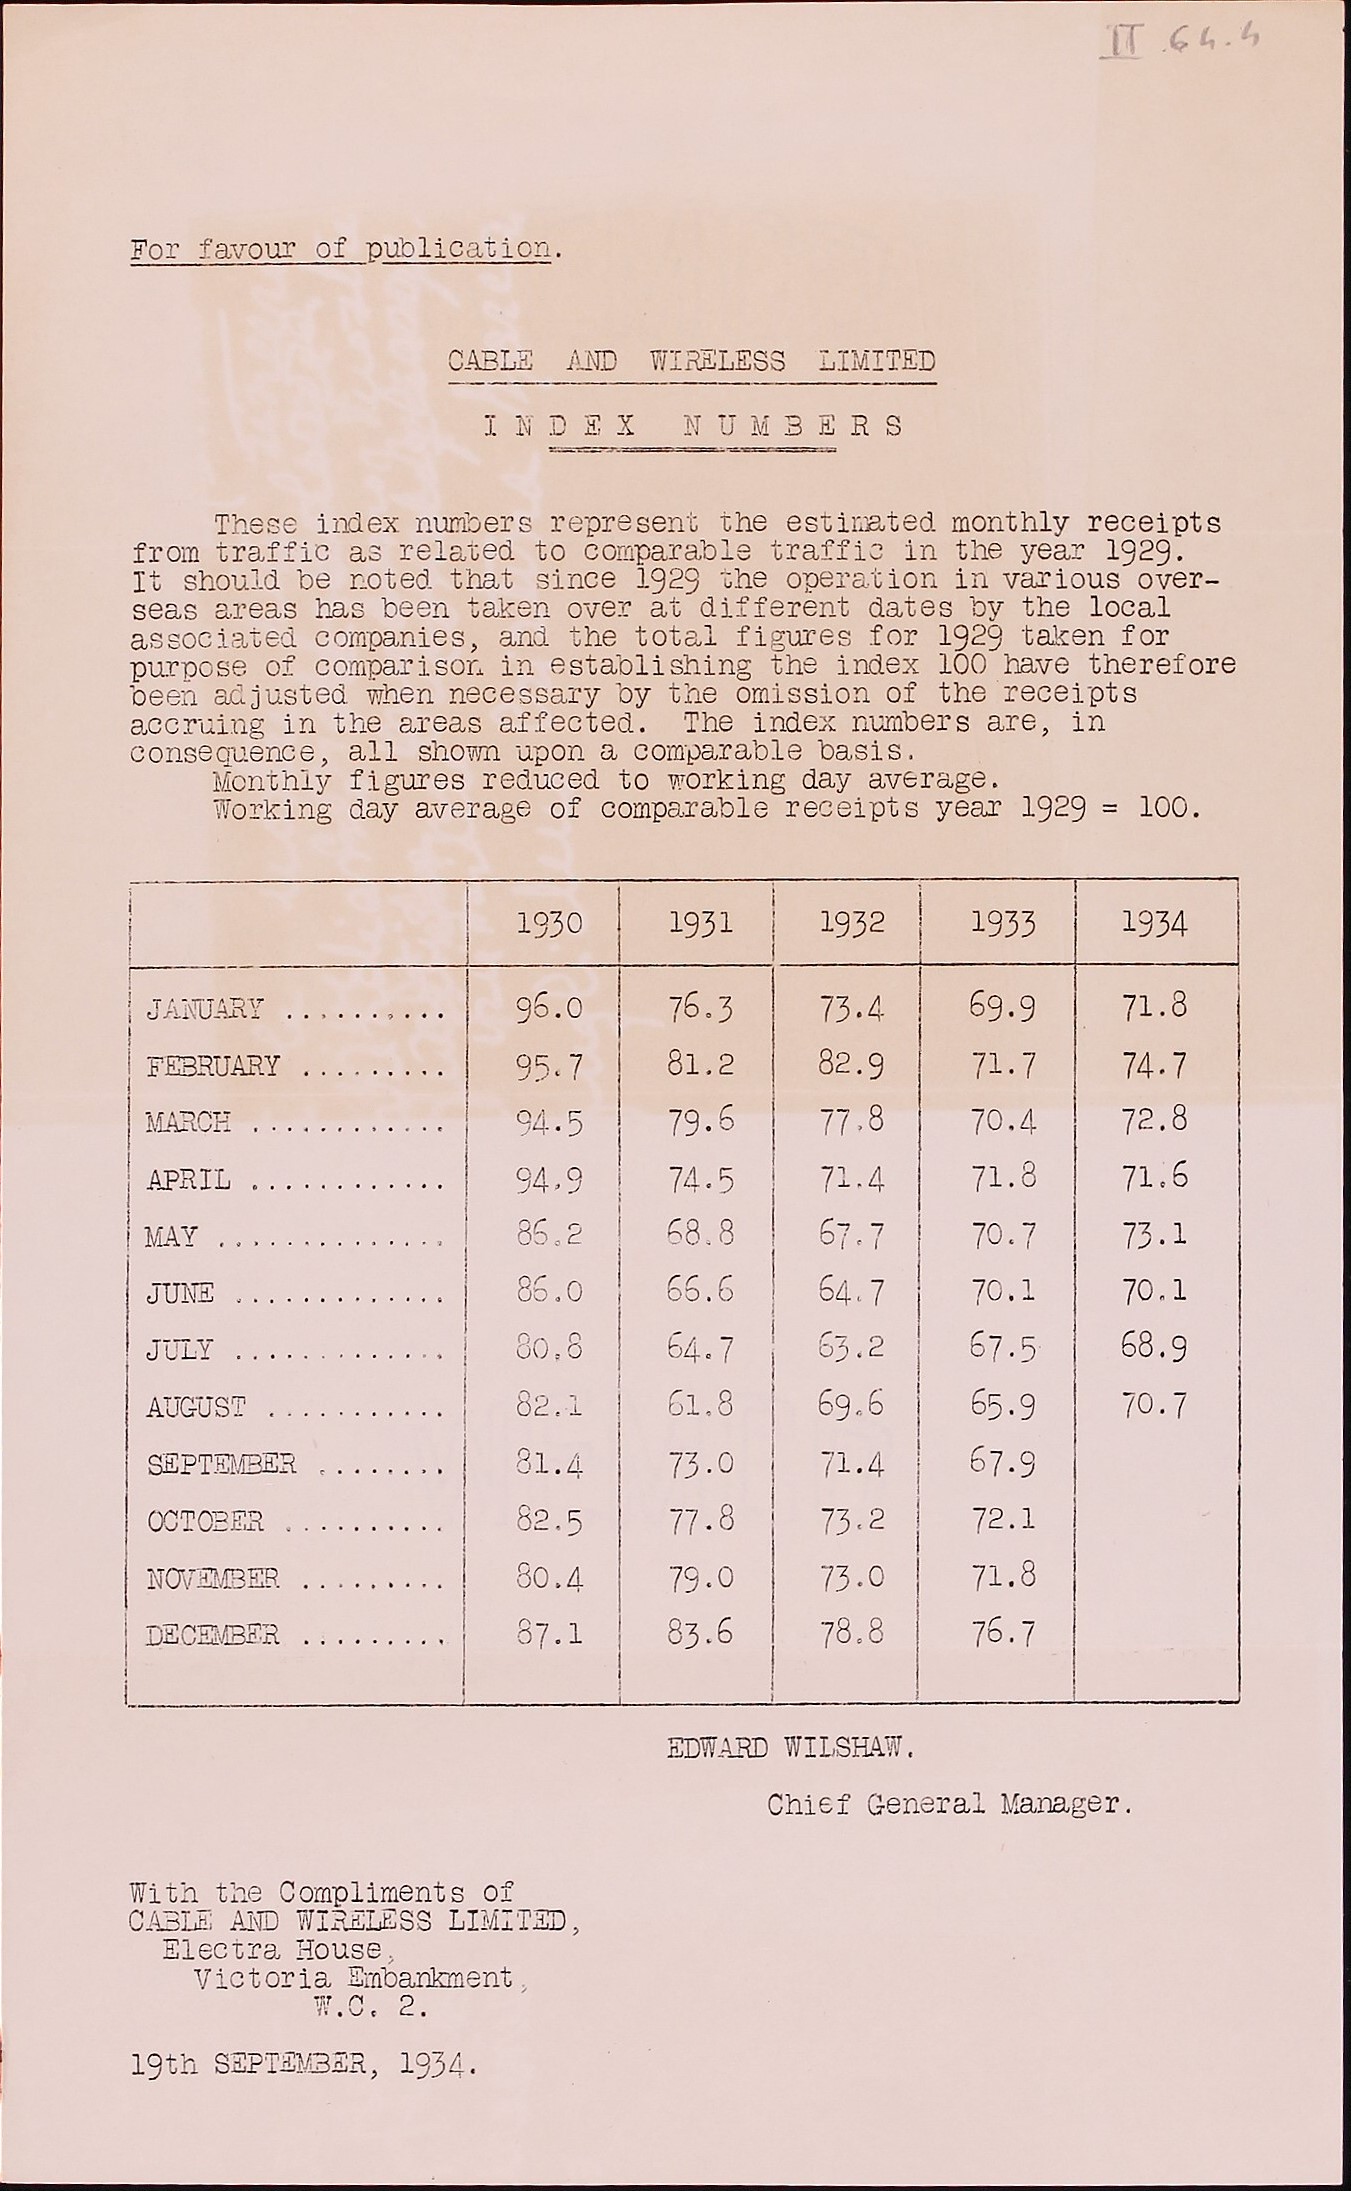 II 64.4
For favour of publication.
CABLE AND WIRELESS LIMITED
INDEX NUMBERS
These index numbers represent the estimated monthly receipts
from traffic as related to comparable traffic in the year 1929.
It should be noted that since 1929 the operation in various over-
seas areas has been taken over at different dates by the local
associated companies, and the total figures for 1929 taken for
purpose of comparison in establishing the index 100 have therefore
been adjusted when necessary by the omission of the receipts
accruing in the areas affected. The index numbers are, in
consequence, all shown upon a comparable basis.
Monthly figures reduced to working day average.
Working day average of comparable receipts year 1929 = 100.
1930 1931 1932 1933 1934
JANUARY .......... 96.0 76.3 73.4 69.9 71.8
FEBRUARY ......... 95.7 81.2 82.9 71.7 74.7
MARCH ............ 94.5 79.6 77.8 70.4 72.8
APRIL ............ 94.9 74.5 71.4 71.8 71.6
MAY .............. 86.2 68.8 67.7 70.7 73.1
JUNE ............. 86.0 66.6 64.7 70.1 70.1
JULY ............. 80.8 64.7 63.2 67.5 68.9
AUGUST ........... 82.1 61.8 69.6 65.9 70.7
SEPTEMBER ........ 81.4 73.0 71.4 67.9
OCTOBER .......... 82.5 77.8 73.2 72.1
NOVEMBER ......... 80.4 79.0 73.0 71.8
DECEMBER ......... 87.1 83.6 78.8 76.7
EDWARD WILSHAW.
Chief General Manager.
With the Compliments of
CABLE AND WIRELESS LIMITED,
Electra House,
Victoria Embankment,
W.C. 2.
19th SEPTEMBER, 1934.